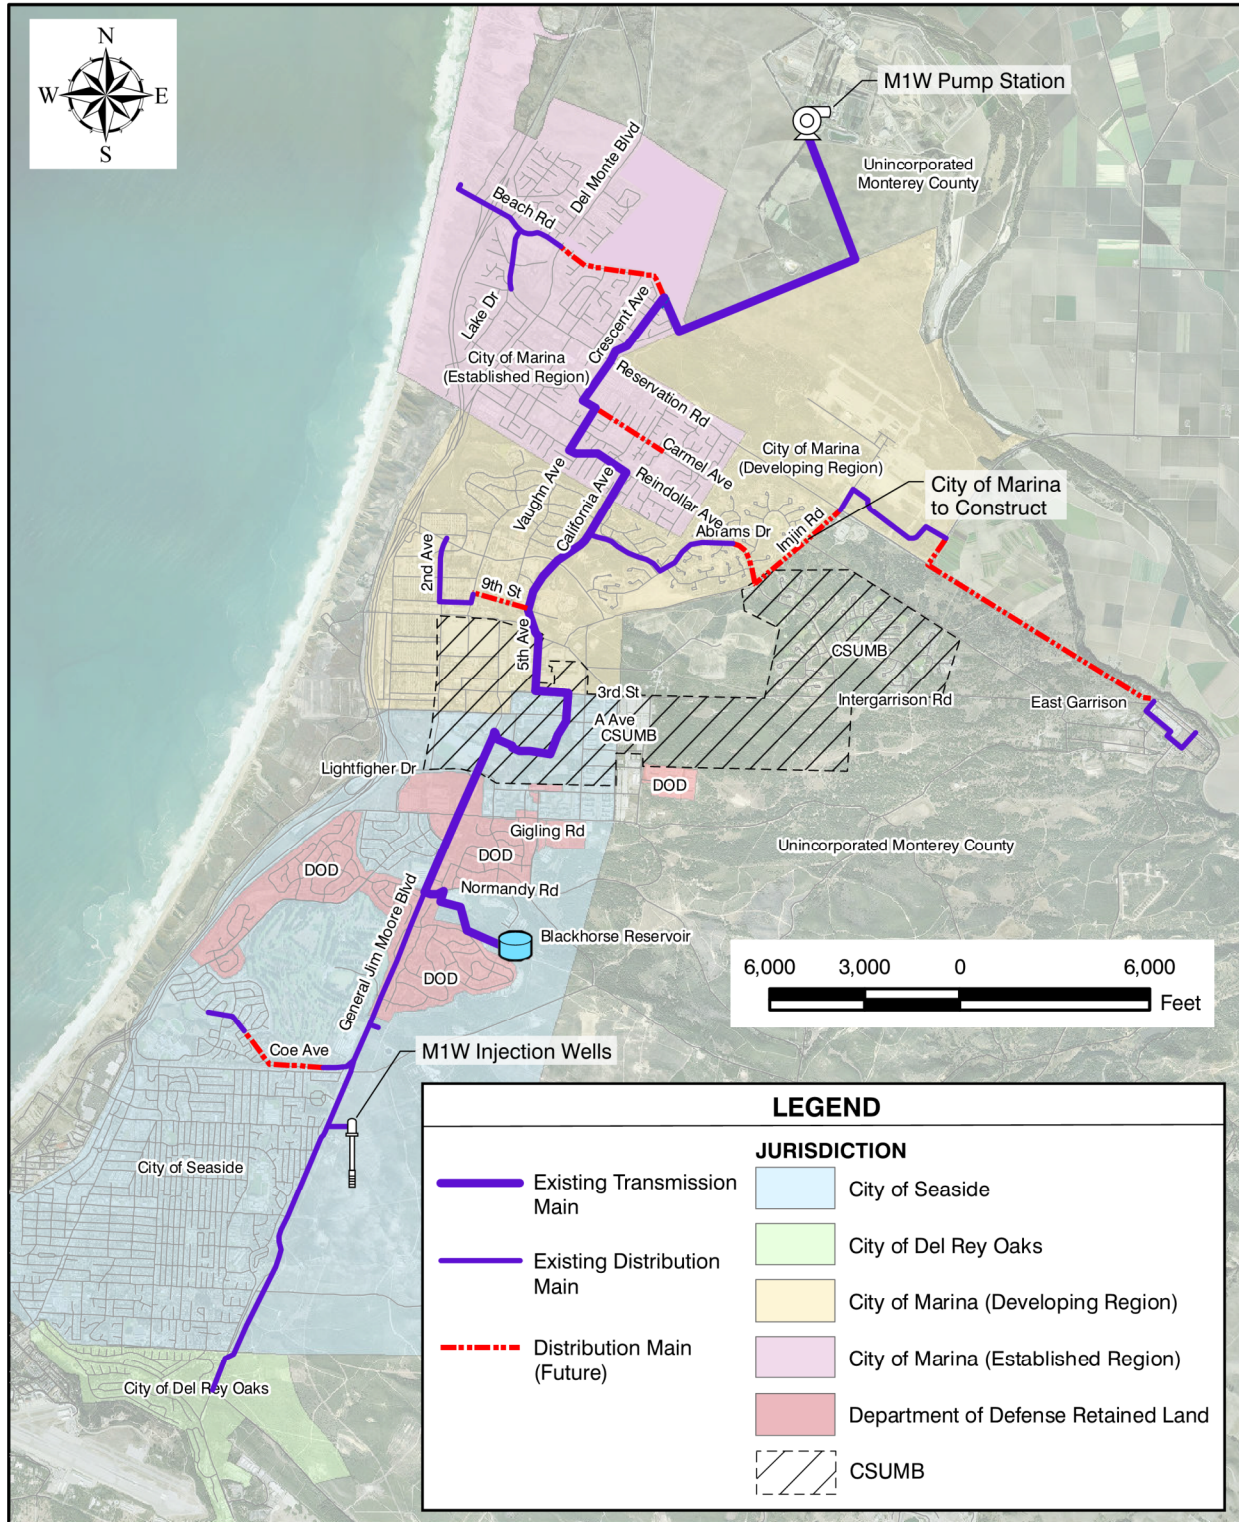 N
W
E
S
M1W Pump Station
Unincorporated
Monterey County
Del Monte Blvd
Beach Rd
Lake Dr
Crescent Ave
City of Marina
(Established Region)
Reservation Rd
Carmel Ave
City of Marina
(Developing Region)
City of Marina
to Construct
Vaughn Ave
California Ave
Reindollar Ave
Abrams Dr
Imjin Rd
2nd Ave
9th St
5th Ave
CSUMB
3rd St
Intergarrison Rd
East Garrison
A Ave
CSUMB
Lightfigher Dr
DOD
Gigling Rd
Unincorporated Monterey County
DOD
DOD
Normandy Rd
Blackhorse Reservoir
General Jim Moore Blvd
DOD
6,000
3,000
0
6,000
Feet
Coe Ave
M1W Injection Wells
City of Seaside
City of Del Rey Oaks
LEGEND
Existing Transmission
Main
Existing Distribution
Main
Distribution Main
(Future)
JURISDICTION
City of Seaside
City of Del Rey Oaks
City of Marina (Developing Region)
City of Marina (Established Region)
Department of Defense Retained Land
CSUMB